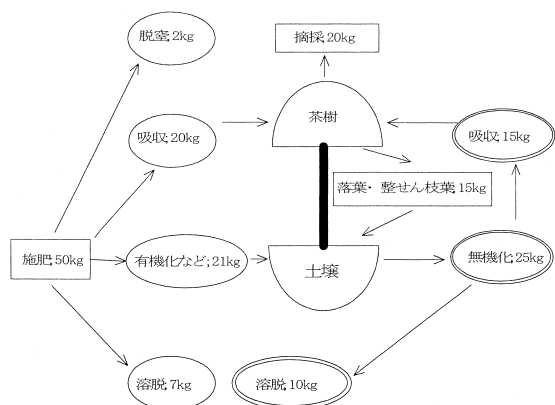 脱窒;2kg
摘採;20kg
茶樹
吸収;20kg
吸収;15kg
落葉・整せん枝葉;15kg
施肥;50kg
有機化など;21kg
土壌
無機化;25kg
溶脱;7kg
溶脱;10kg